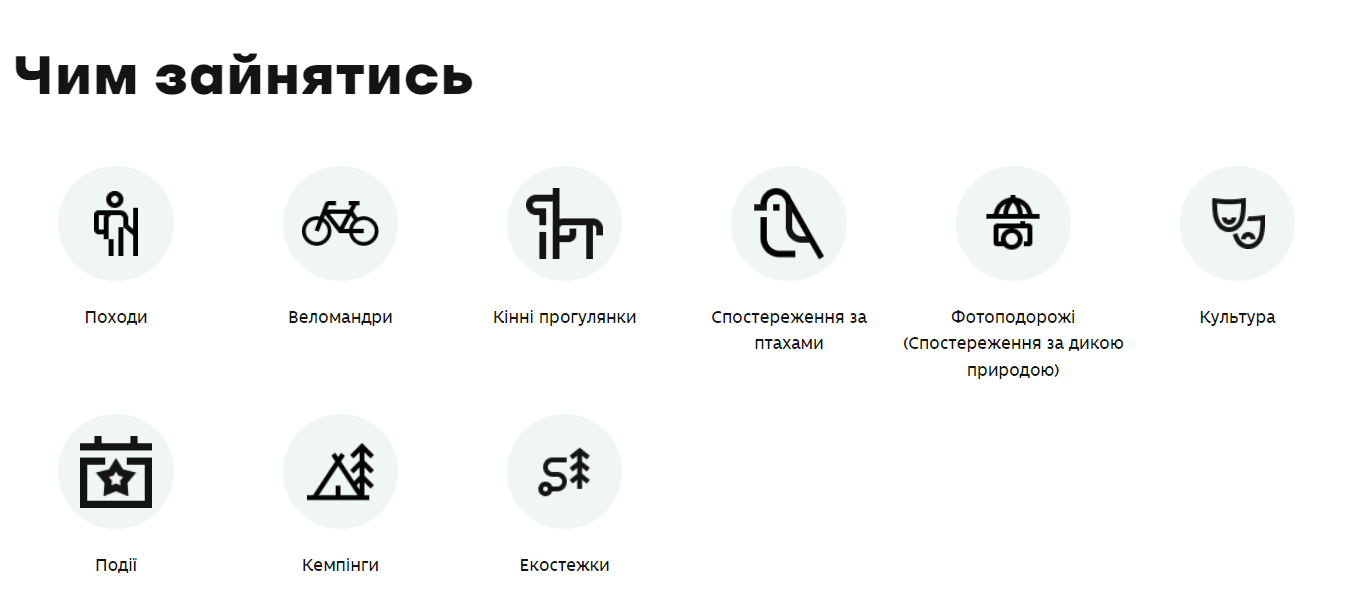 Чим зайнятись
Походи
Веломандри
Кінні прогулянки
Спостереження за
птахами
Фотоподорожі
(Спостереження за дикою
природою)
Культура
Події
Кемпінги
Екостежки